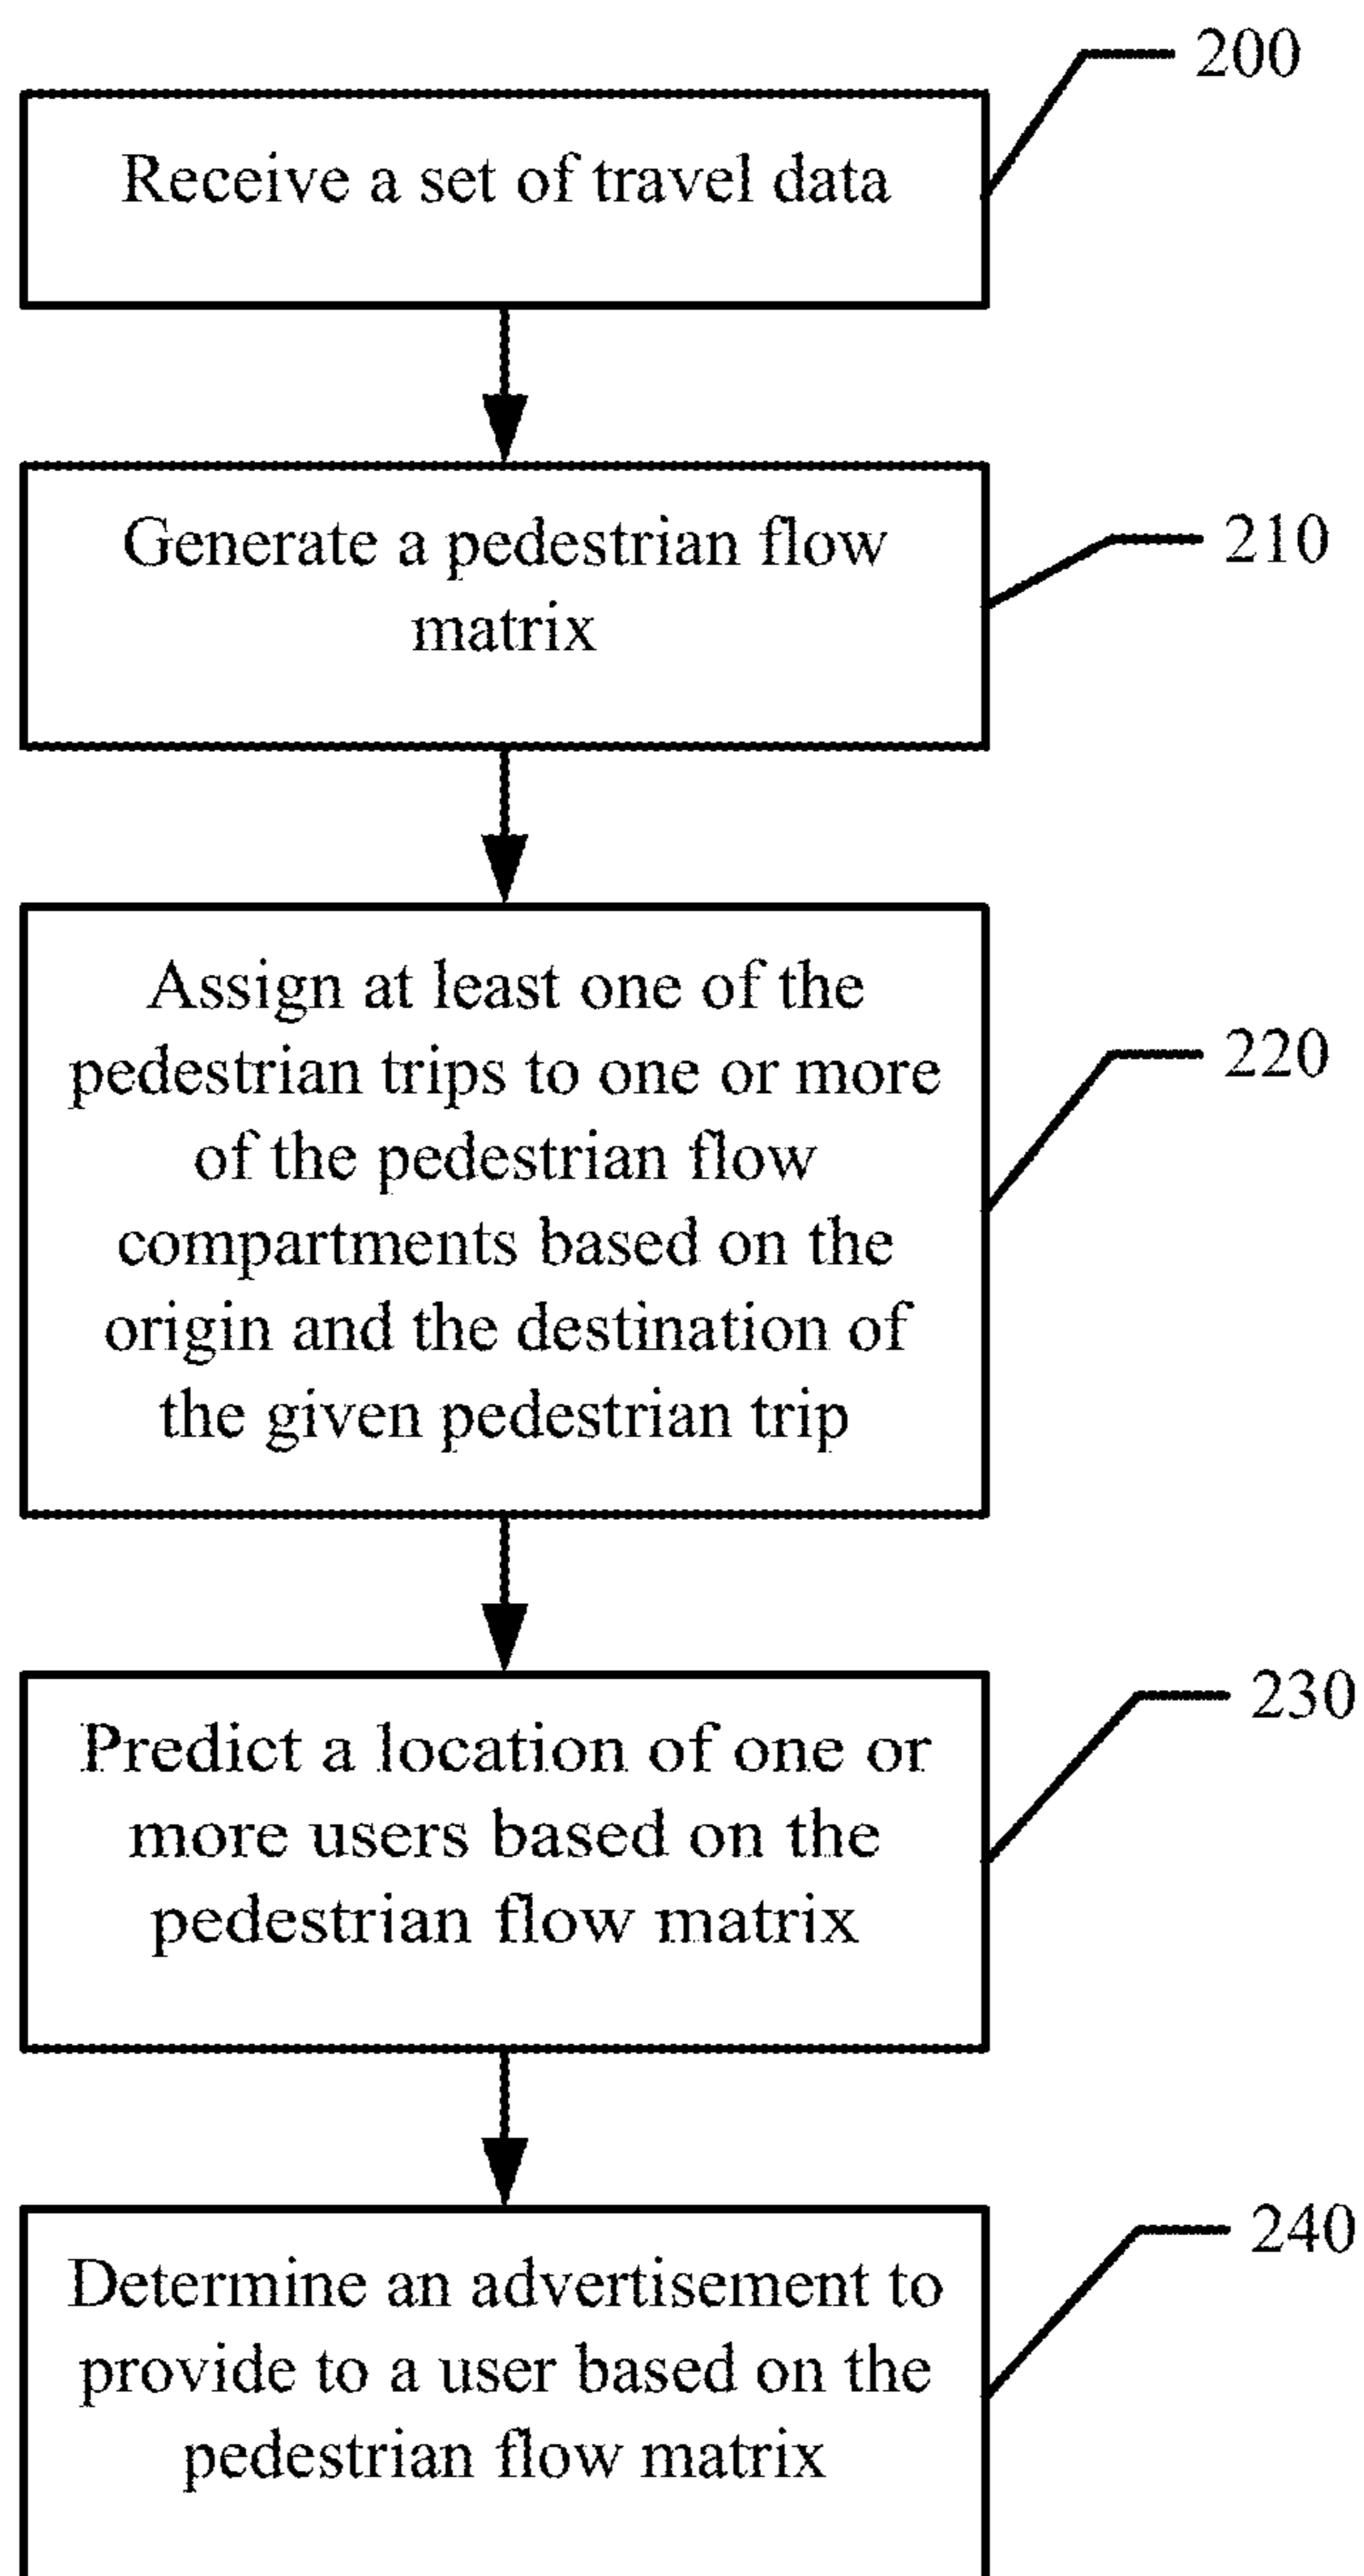 200
Receive a set of travel data
Generate a pedestrian flow
matrix
210
Assign at least one of the
pedestrian trips to one or more
of the pedestrian flow
compartments based on the
origin and the destination of
the given pedestrian trip
220
Predict a location of one or
more users based on the
pedestrian flow matrix
230
Determine an advertisement to
provide to a user based on the
pedestrian flow matrix
240